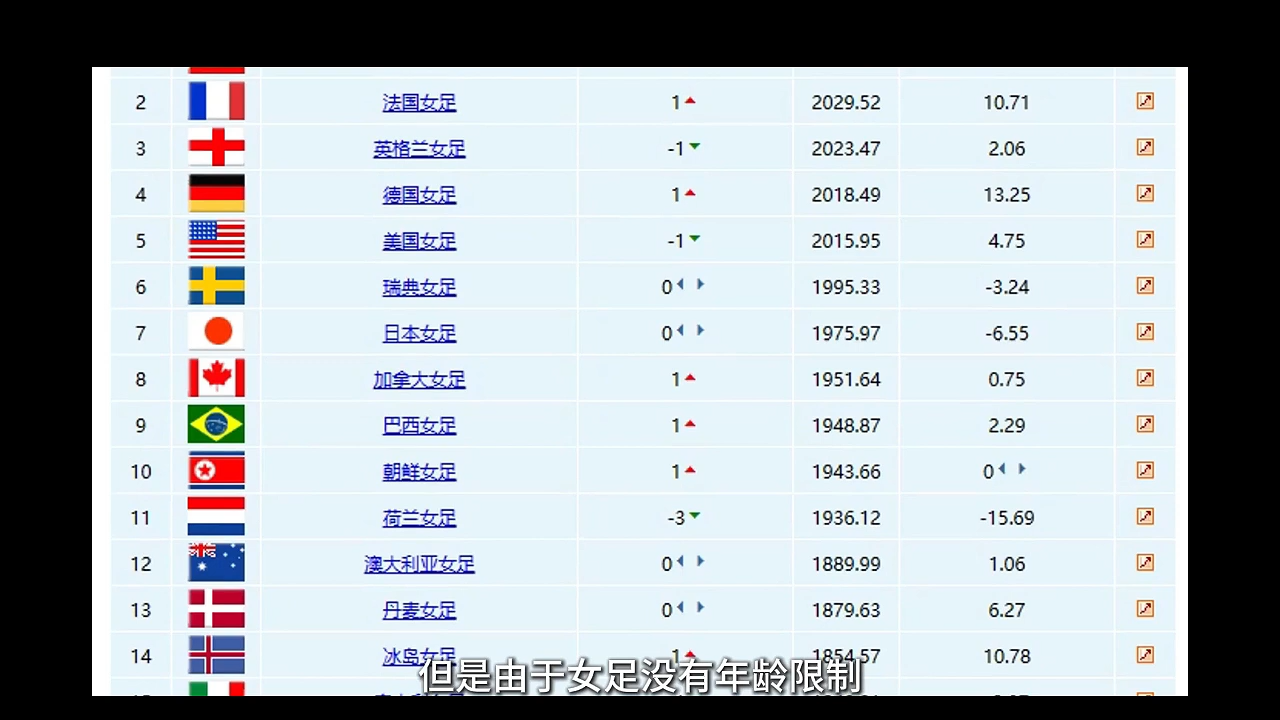 2 法国女足 1 2029.52 10.71
3 英格兰女足 -1 2023.47 2.06
4 德国女足 1 2018.49 13.25
5 美国女足 -1 2015.95 4.75
6 瑞典女足 0 1995.33 -3.24
7 日本女足 0 1975.97 -6.55
8 加拿大女足 1 1951.64 0.75
9 巴西女足 1 1948.87 2.29
10 朝鲜女足 1 1943.66 0
11 荷兰女足 -3 1936.12 -15.69
12 澳大利亚女足 0 1889.99 1.06
13 丹麦女足 0 1879.63 6.27
14 冰岛女足 1 1854.57 10.78
但是由于女足没有年龄限制